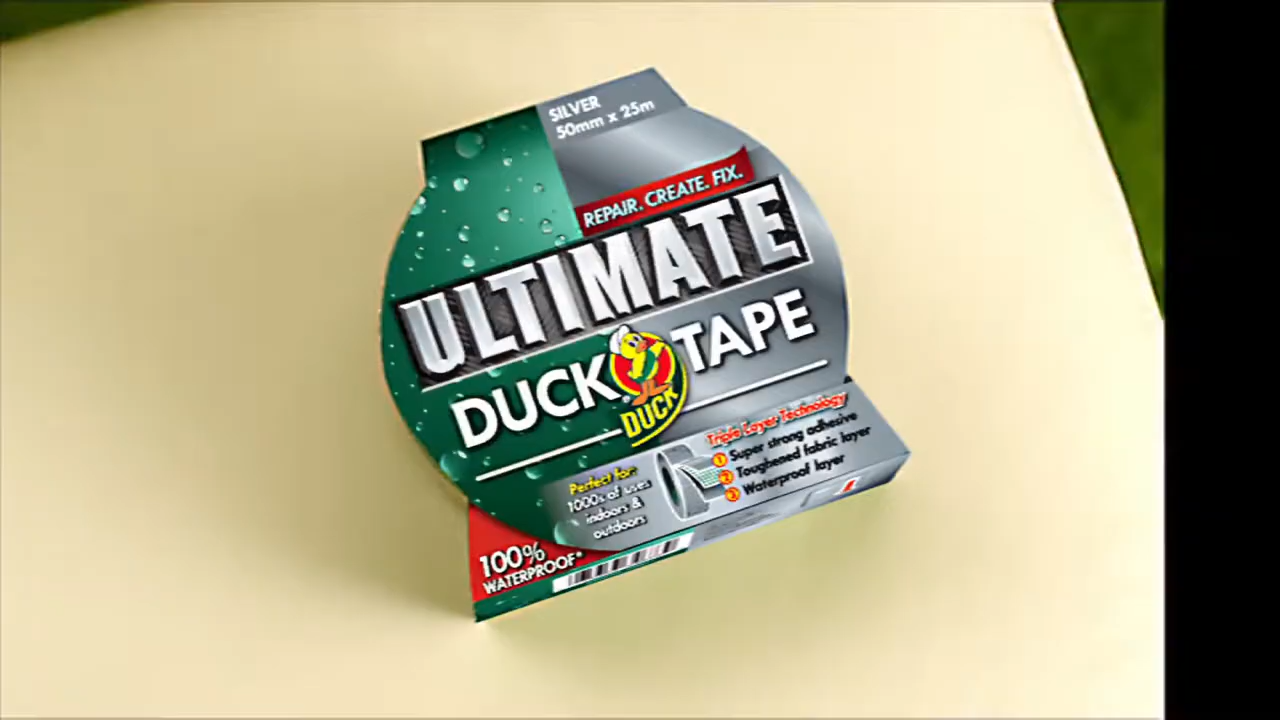 SILVER
50mm x 25m
REPAIR. CREATE. FIX.
ULTIMATE
DUCK TAPE
DUCK
Triple Layer Technology
1 Super strong adhesive
2 Toughened fabric layer
3 Waterproof layer
Perfect for:
1000s of uses
indoors &
outdoors
100%
WATERPROOF*